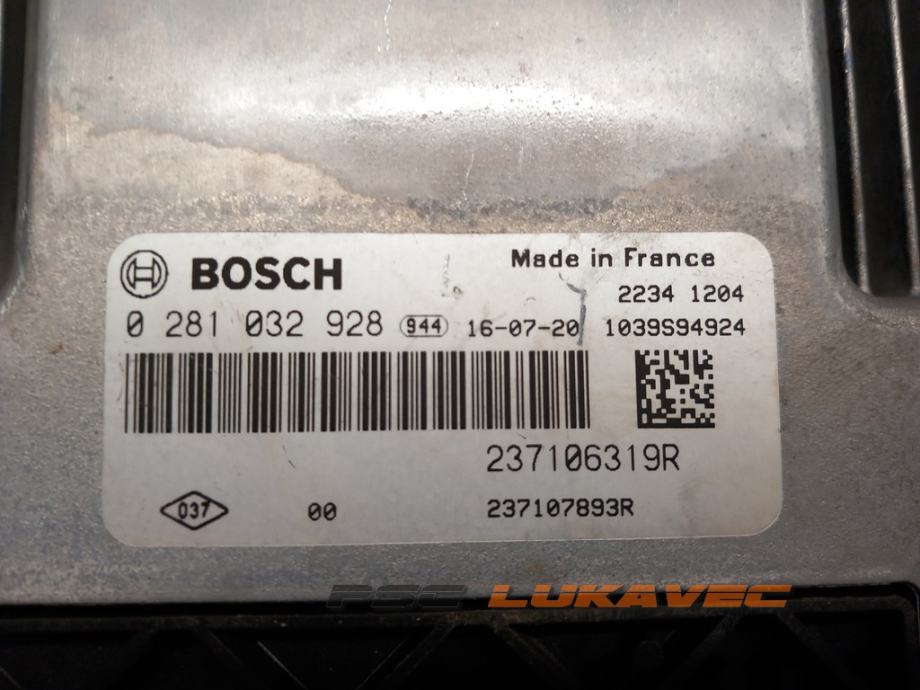 BOSCH
Made in France
2234 1204
0 281 032 928 944 16-07-20 1039S94924
237106319R
037 00 237107893R
PSC LUKAVEC